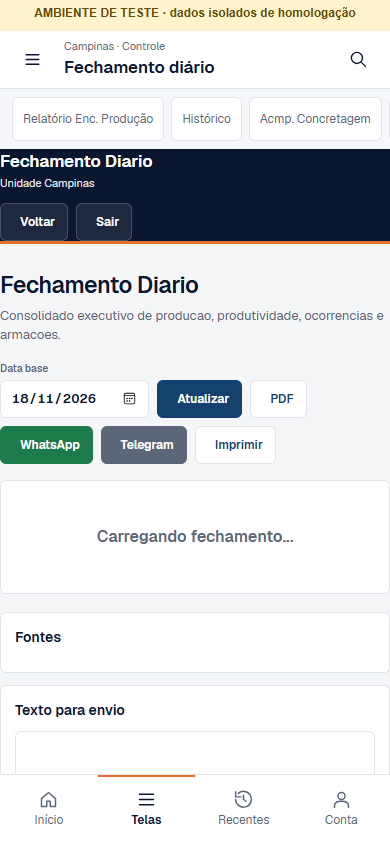 AMBIENTE DE TESTE · dados isolados de homologação
Campinas · Controle
Fechamento diário
Relatório Enc. Produção
Histórico
Acmp. Concretagem
Fechamento Diario
Unidade Campinas
Voltar
Sair
Fechamento Diario
Consolidado executivo de producao, produtividade, ocorrencias e
armacoes.
Data base
18/11/2026
Atualizar
PDF
WhatsApp
Telegram
Imprimir
Carregando fechamento...
Fontes
Texto para envio
Início
Telas
Recentes
Conta